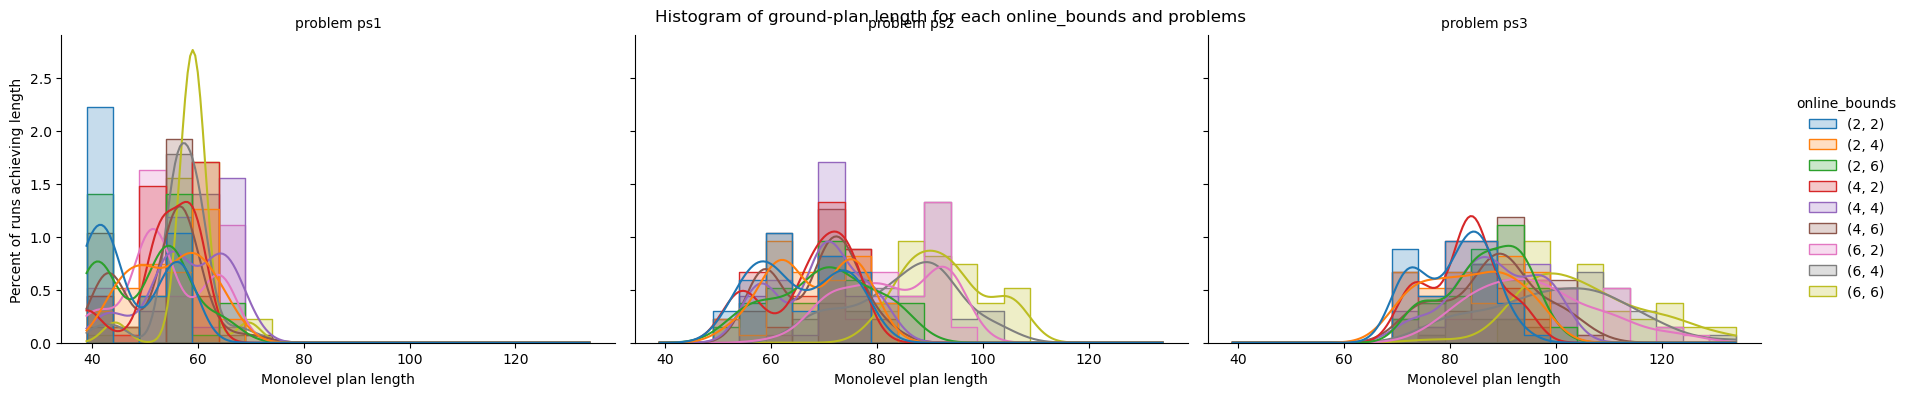 Histogram of ground-plan length for each online_bounds and problems
problem ps1
problem ps2
problem ps3
Percent of runs achieving length
2.5
2.0
1.5
1.0
0.5
0.0
40 60 80 100 120
40 60 80 100 120
40 60 80 100 120
Monolevel plan length
Monolevel plan length
Monolevel plan length
online_bounds
(2, 2)
(2, 4)
(2, 6)
(4, 2)
(4, 4)
(4, 6)
(6, 2)
(6, 4)
(6, 6)